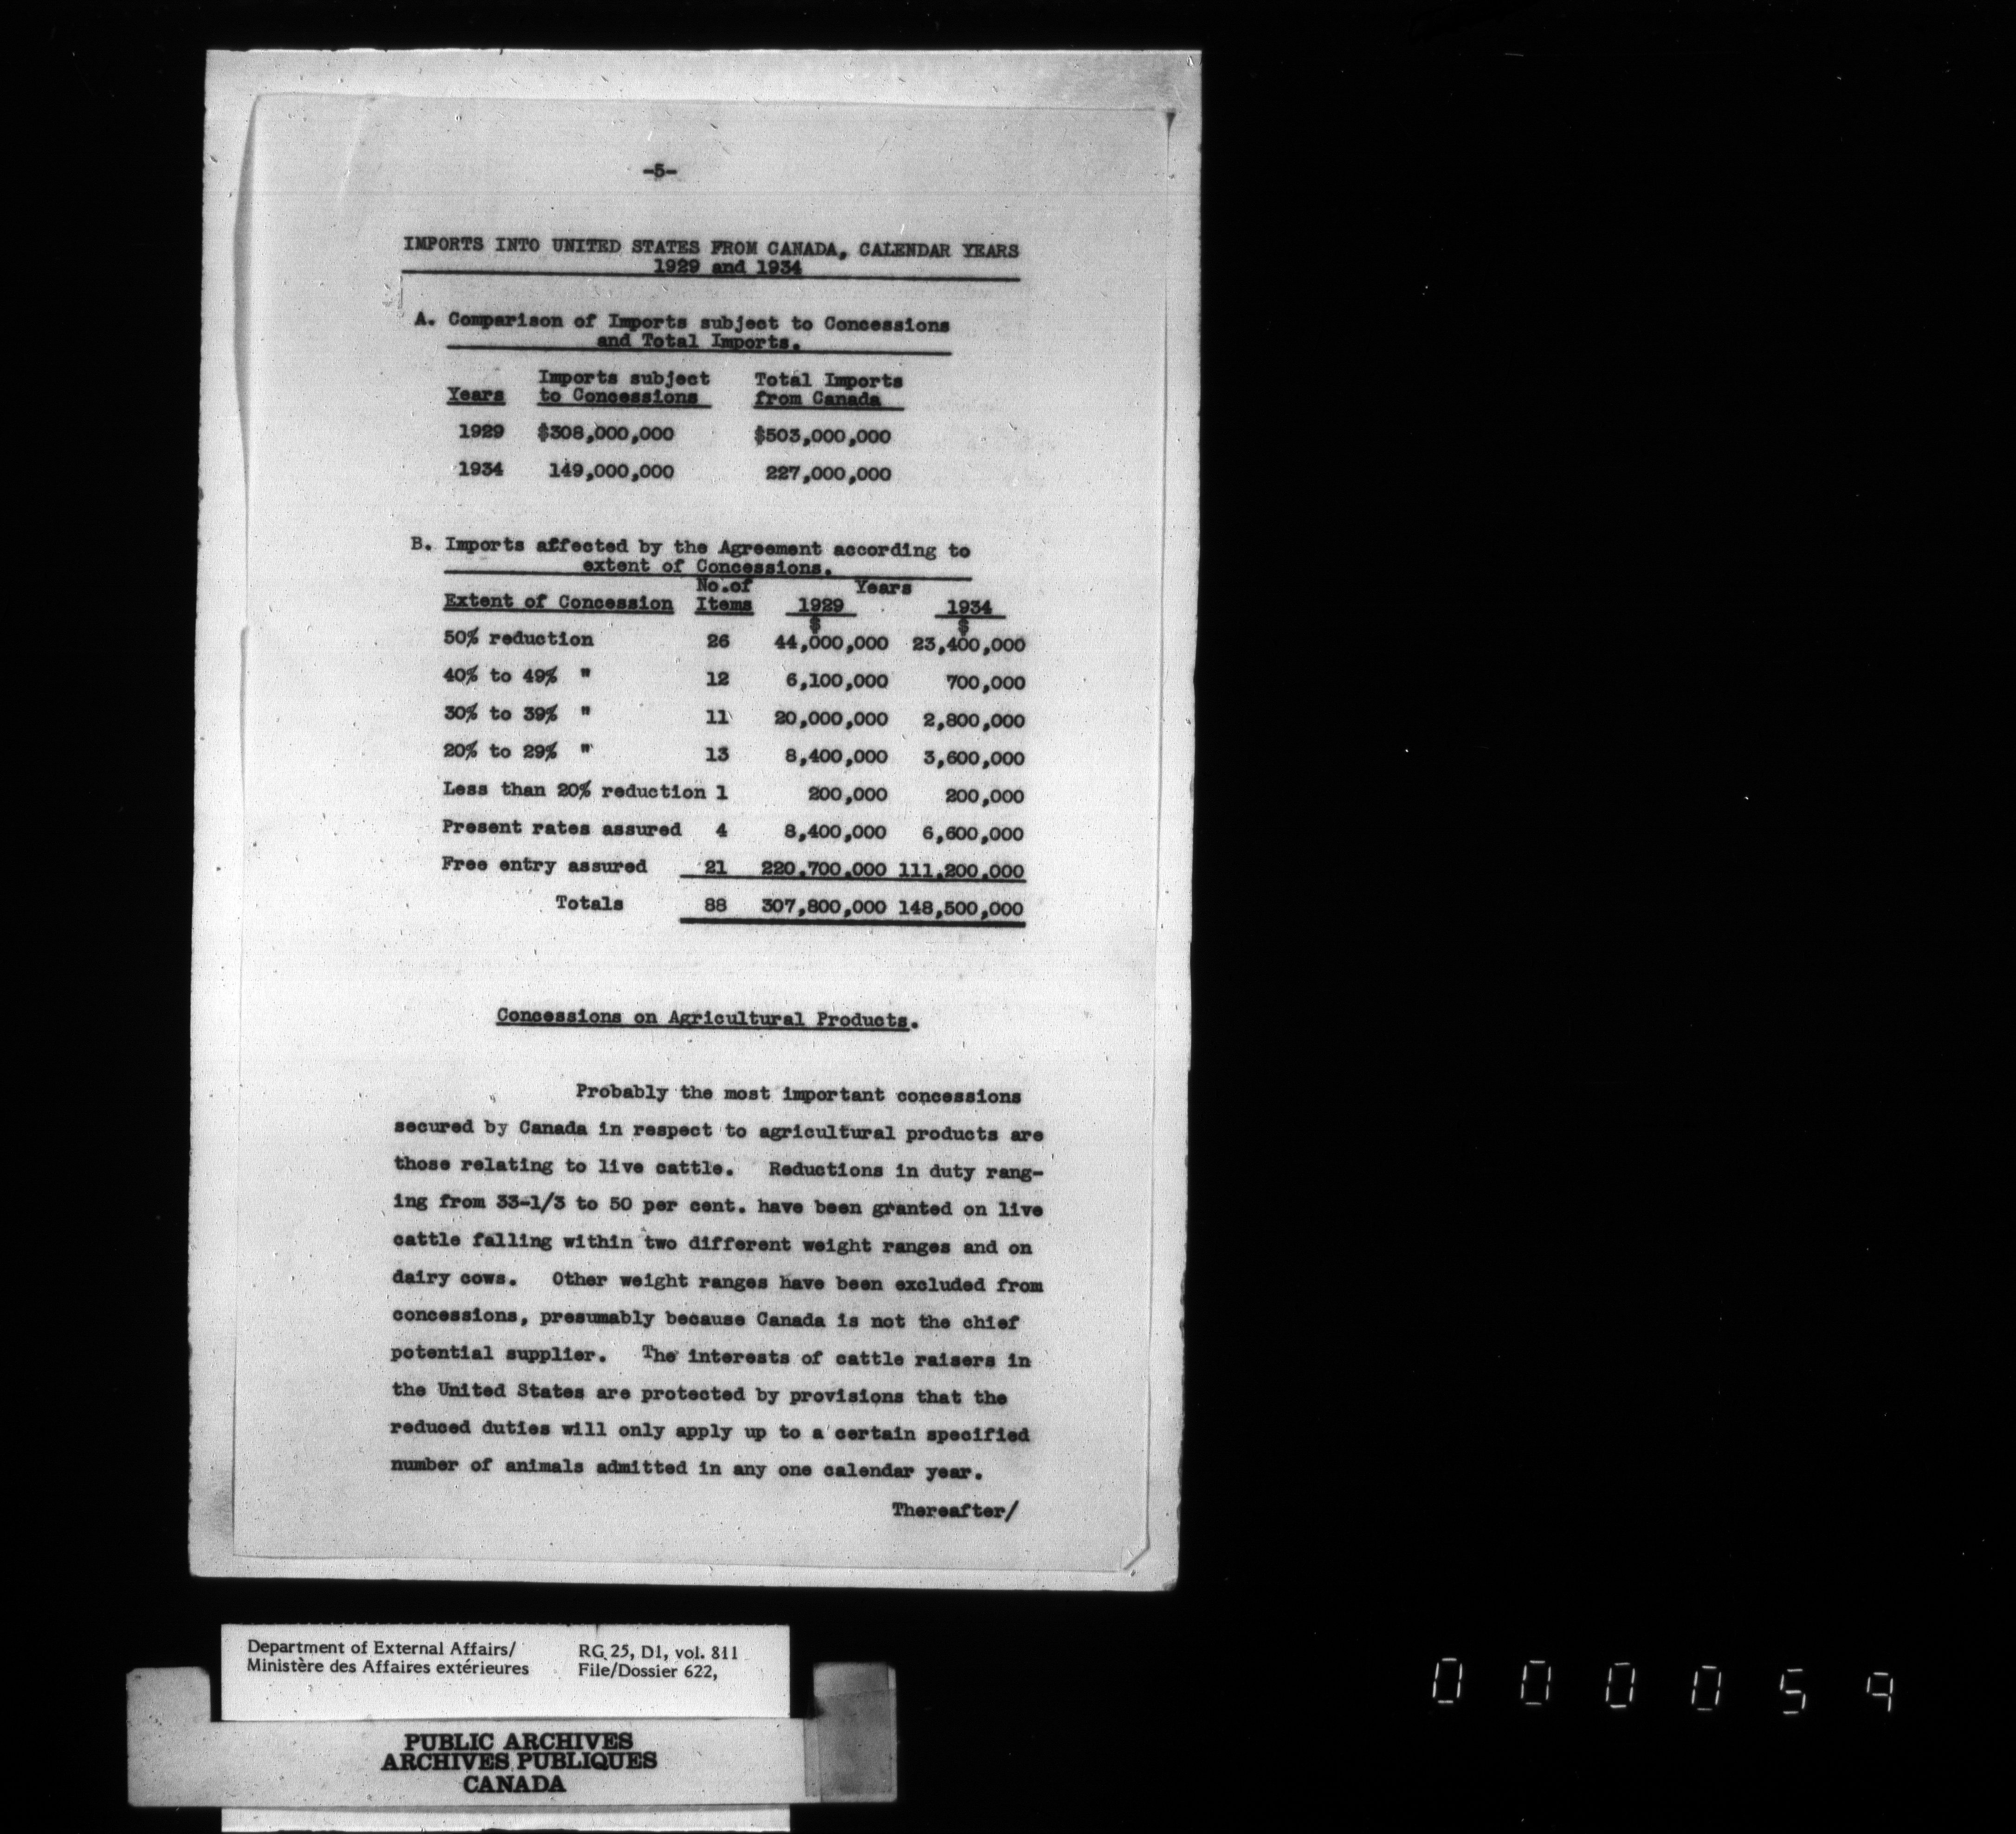 -5-
IMPORTS INTO UNITED STATES FROM CANADA, CALENDAR YEARS
1929 and 1934
A. Comparison of Imports subject to Concessions
and Total Imports.
Years Imports subject to Concessions Total Imports from Canada
1929 $308,000,000 $503,000,000
1934 149,000,000 227,000,000
B. Imports affected by the Agreement according to
extent of Concessions.
No.of Years
Extent of Concession Items 1929 1934
$ $
50% reduction 26 44,000,000 23,400,000
40% to 49% " 12 6,100,000 700,000
30% to 39% " 11 20,000,000 2,800,000
20% to 29% " 13 8,400,000 3,600,000
Less than 20% reduction 1 200,000 200,000
Present rates assured 4 8,400,000 6,600,000
Free entry assured 21 220,700,000 111,200,000
Totals 88 307,800,000 148,500,000
Concessions on Agricultural Products.
Probably the most important concessions
secured by Canada in respect to agricultural products are
those relating to live cattle. Reductions in duty rang-
ing from 33-1/3 to 50 per cent. have been granted on live
cattle falling within two different weight ranges and on
dairy cows. Other weight ranges have been excluded from
concessions, presumably because Canada is not the chief
potential supplier. The interests of cattle raisers in
the United States are protected by provisions that the
reduced duties will only apply up to a certain specified
number of animals admitted in any one calendar year.
Thereafter/
Department of External Affairs/ RG 25, D1, vol. 811
Ministère des Affaires extérieures File/Dossier 622,
PUBLIC ARCHIVES
ARCHIVES PUBLIQUES
CANADA
000059